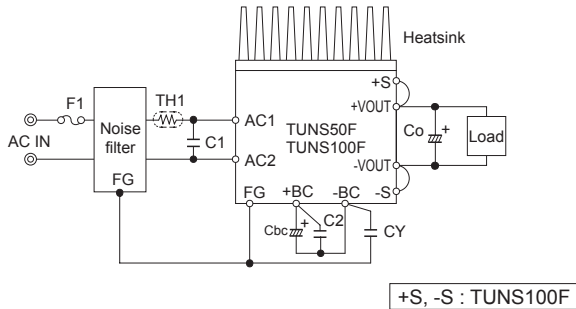 Heatsink
+S
F1
TH1
+VOUT
AC IN
Noise
filter
C1
AC1
TUNS50F
TUNS100F
Co
+
Load
AC2
-VOUT
FG
FG
+BC
-BC
-S
Cbc
+
C2
CY
+S, -S : TUNS100F